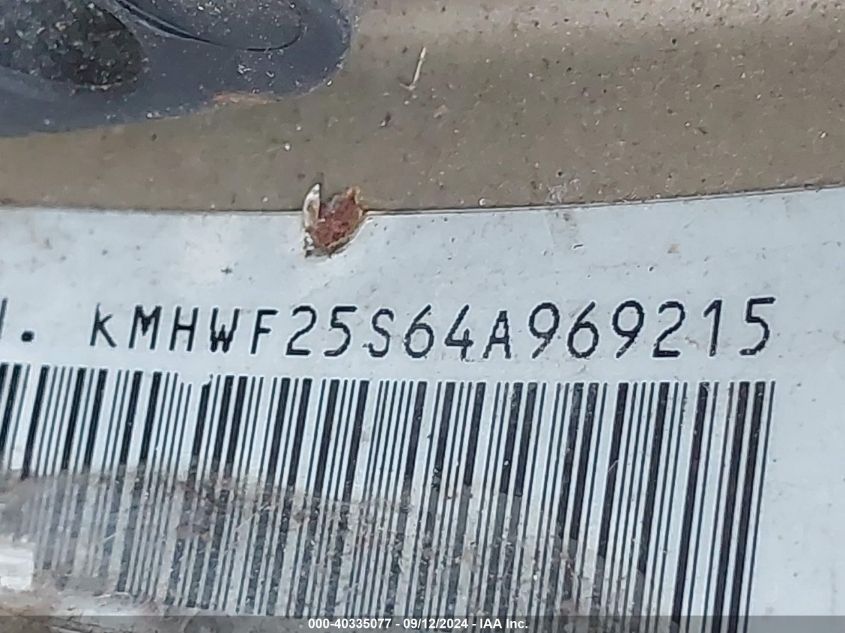 . KMHWF25S64A969215
000-40335077 - 09/12/2024 - IAA Inc.